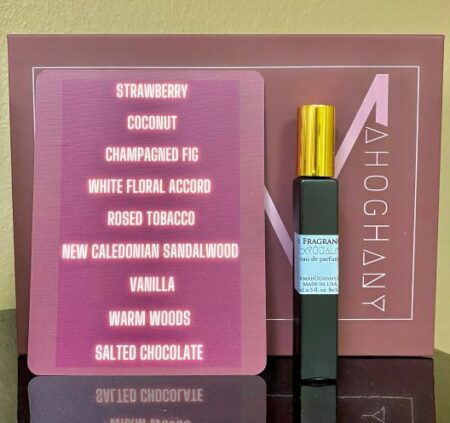 STRAWBERRY
COCONUT
CHAMPAGNED FIG
WHITE FLORAL ACCORD
ROSED TOBACCO
NEW CALEDONIAN SANDALWOOD
VANILLA
WARM WOODS
SALTED CHOCOLATE
MAHOGHANY
FRAGRANC
eau de parfum
MADE IN USA